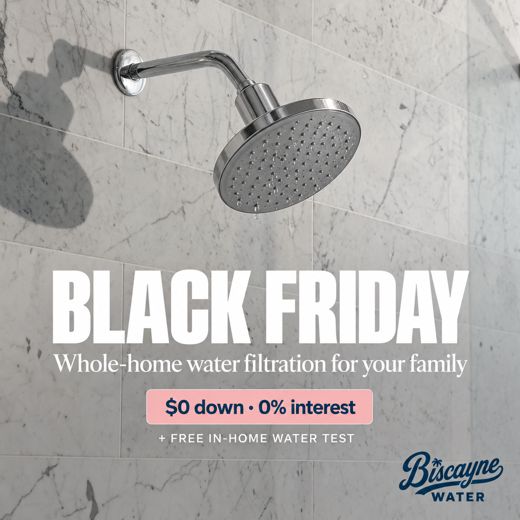 BLACK FRIDAY
Whole-home water filtration for your family
$0 down · 0% interest
+ FREE IN-HOME WATER TEST
Biscayne
WATER